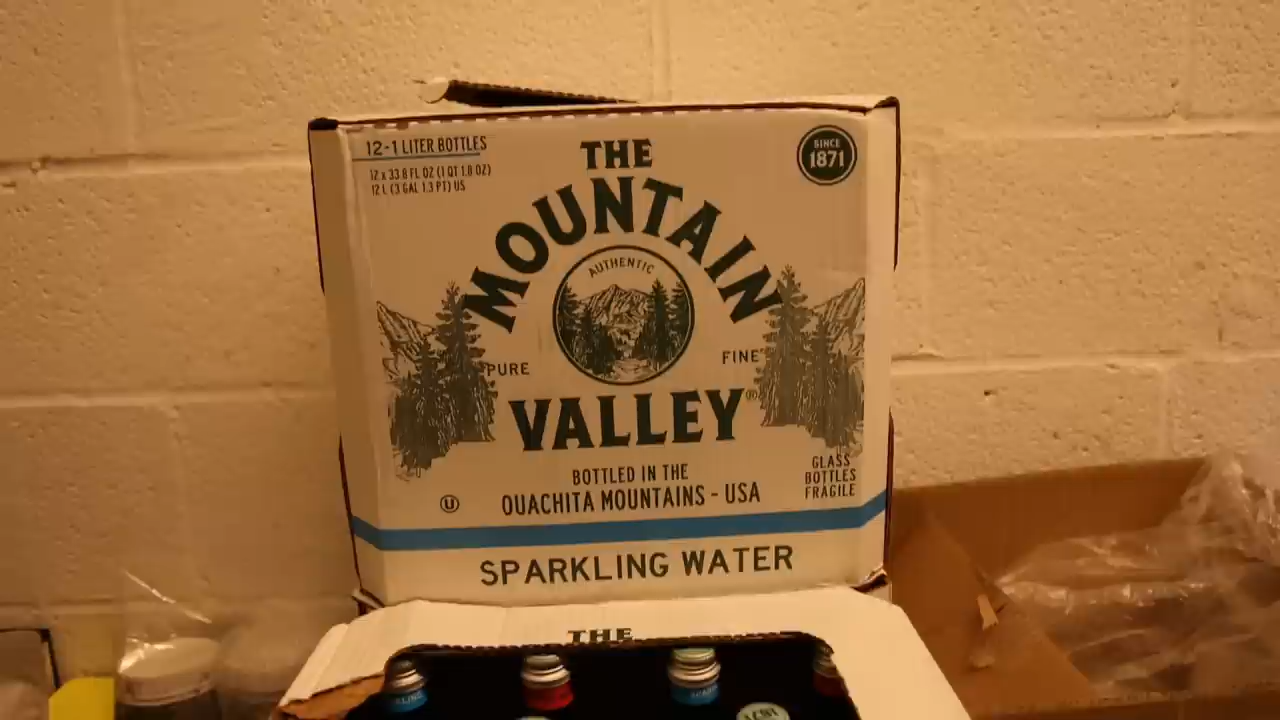 12-1 LITER BOTTLES
12 x 33.8 FL OZ (1 QT 1.8 OZ)
12 L (3 GAL 1.3 PT) US
SINCE
1871
THE
MOUNTAIN
AUTHENTIC
PURE
FINE
VALLEY®
BOTTLED IN THE
OUACHITA MOUNTAINS - USA
GLASS
BOTTLES
FRAGILE
U
SPARKLING WATER
THE
1871